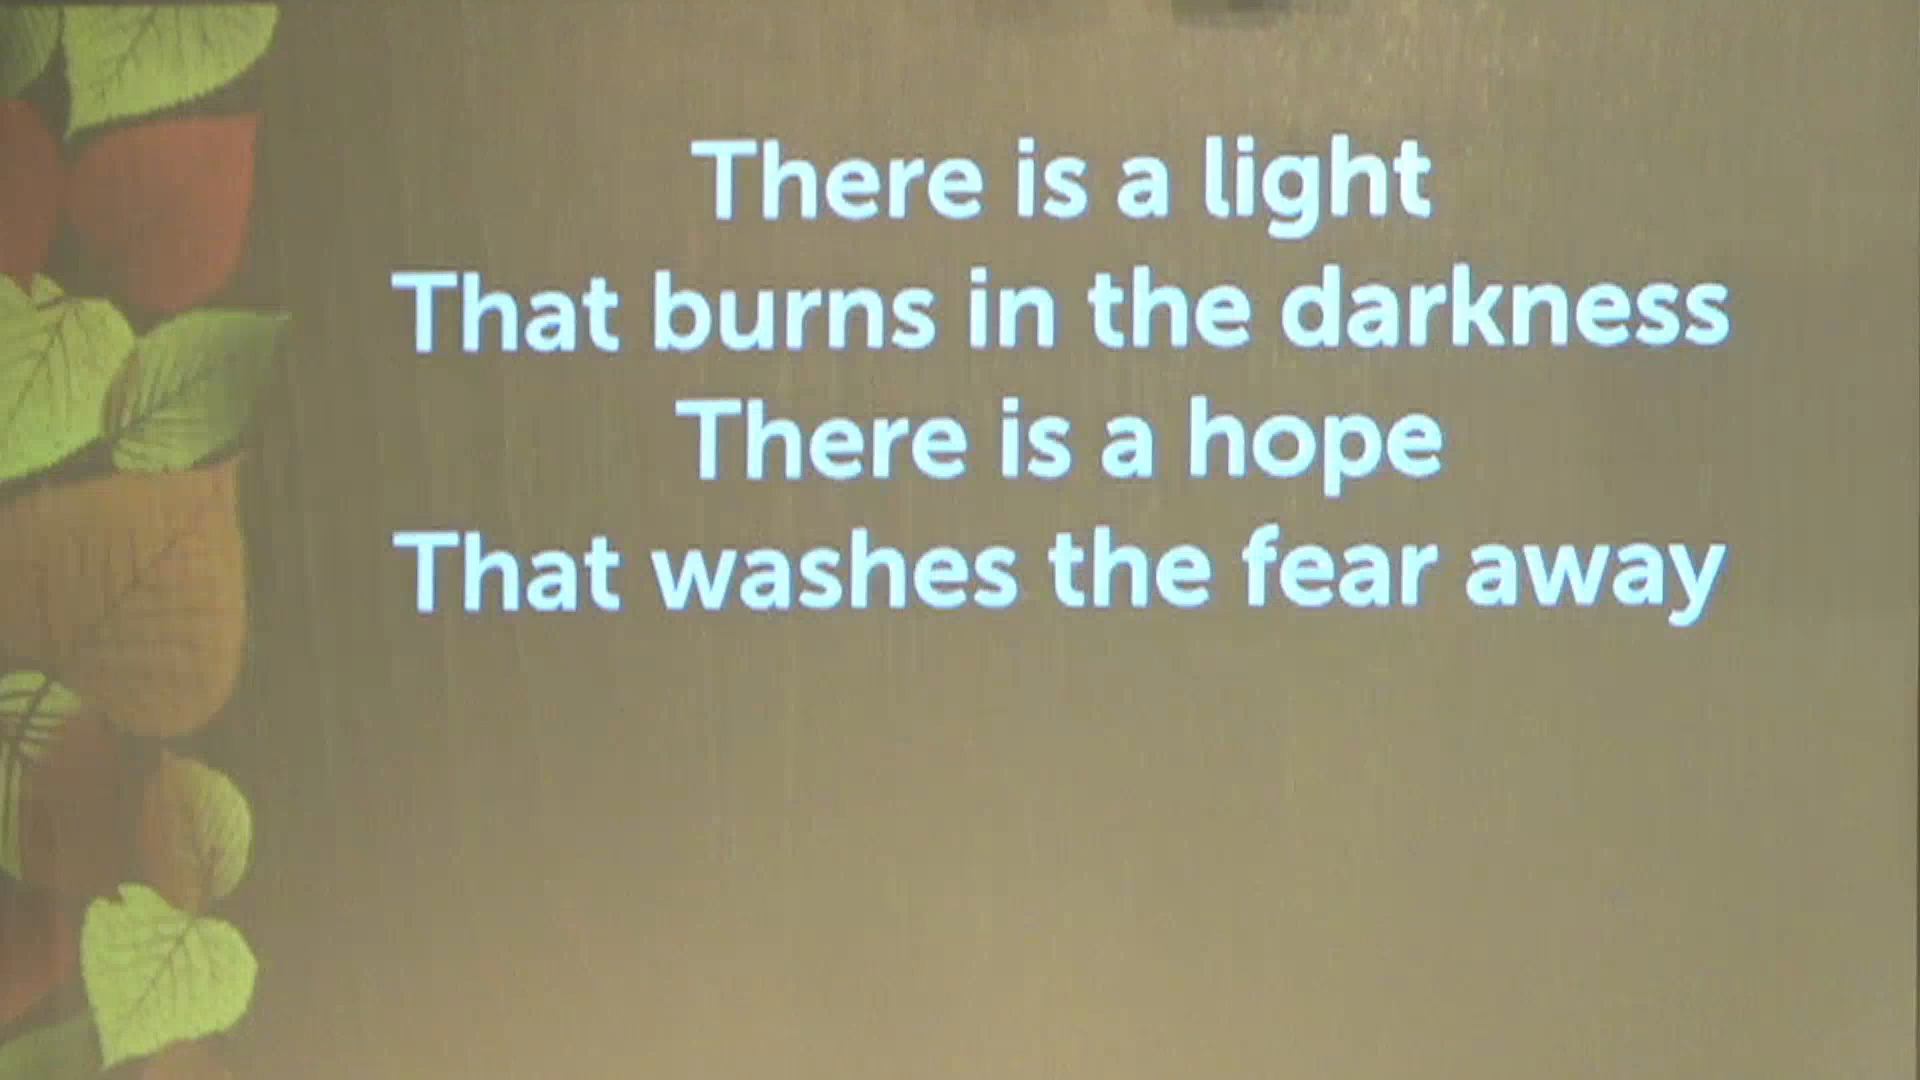 There is a light
That burns in the darkness
There is a hope
That washes the fear away